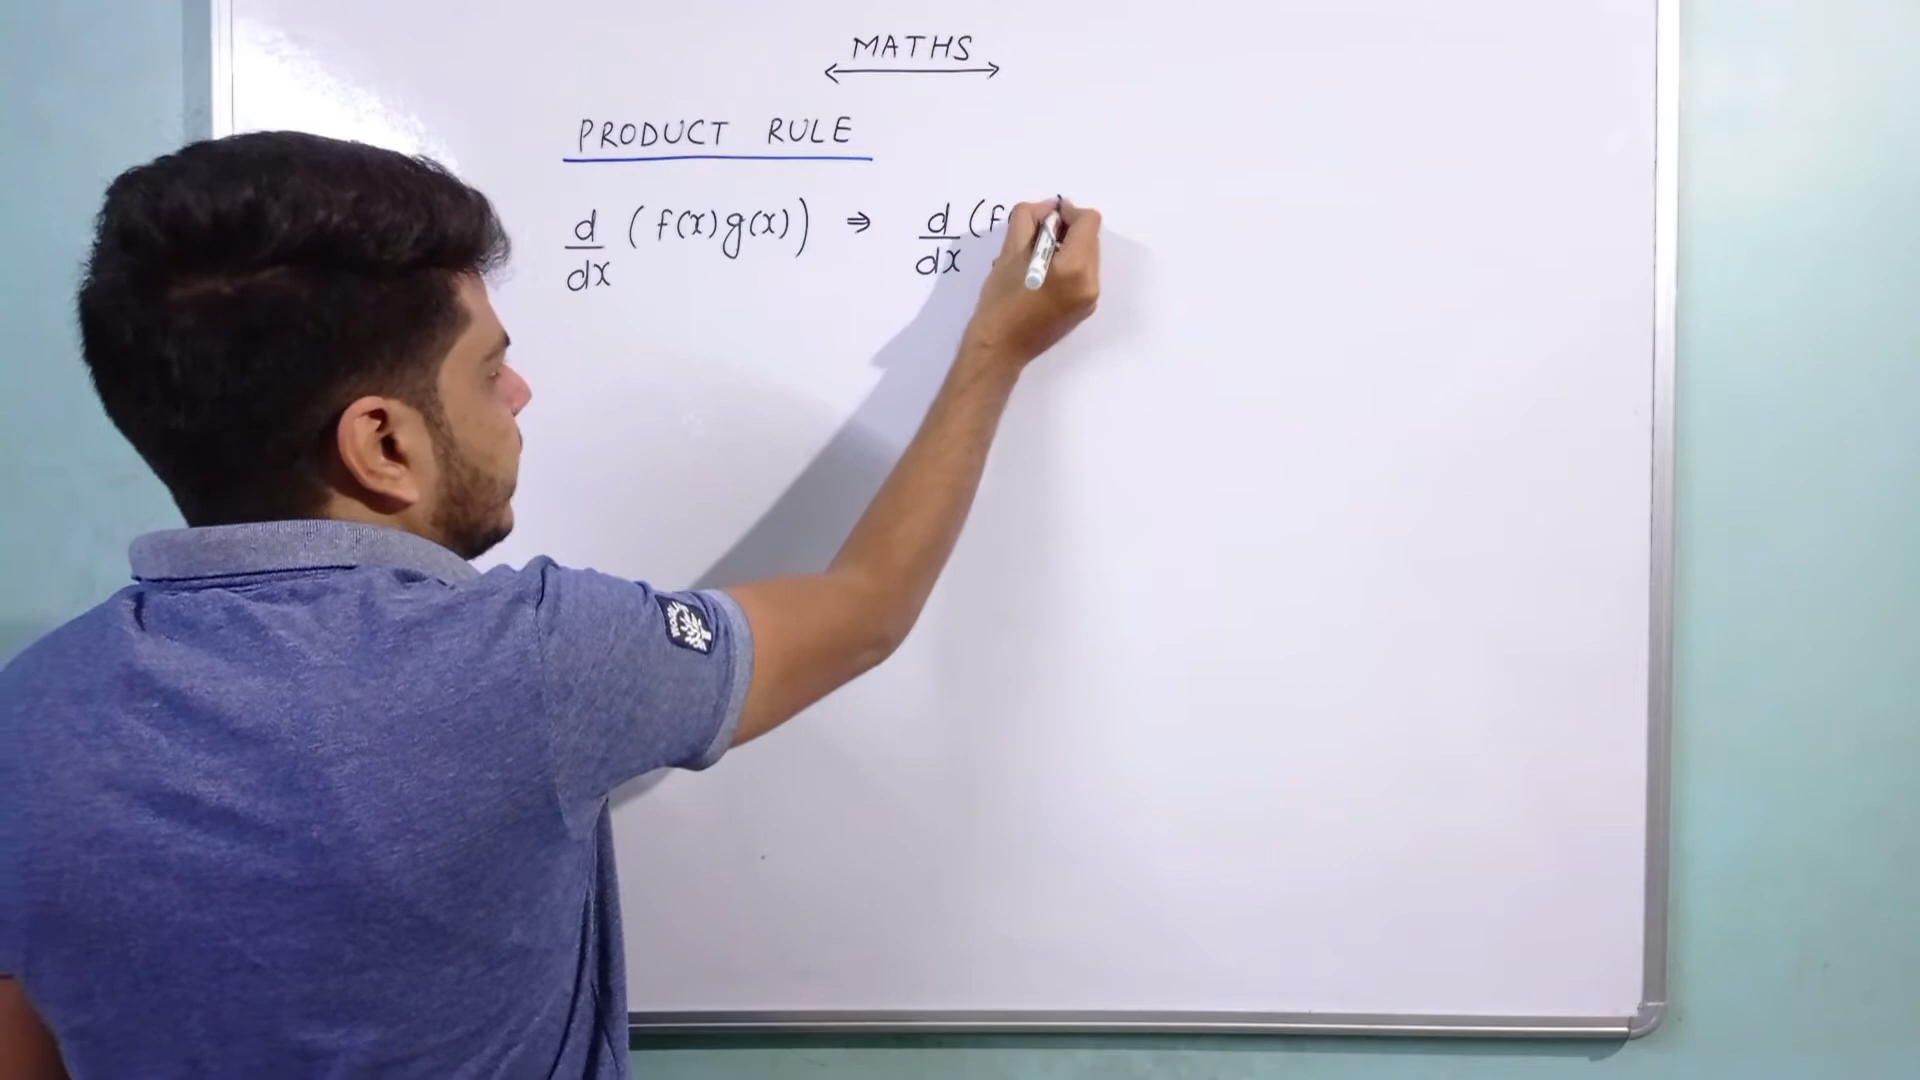 MATHS
PRODUCT RULE
d/dx (f(x)g(x)) ⇒ d/dx (f